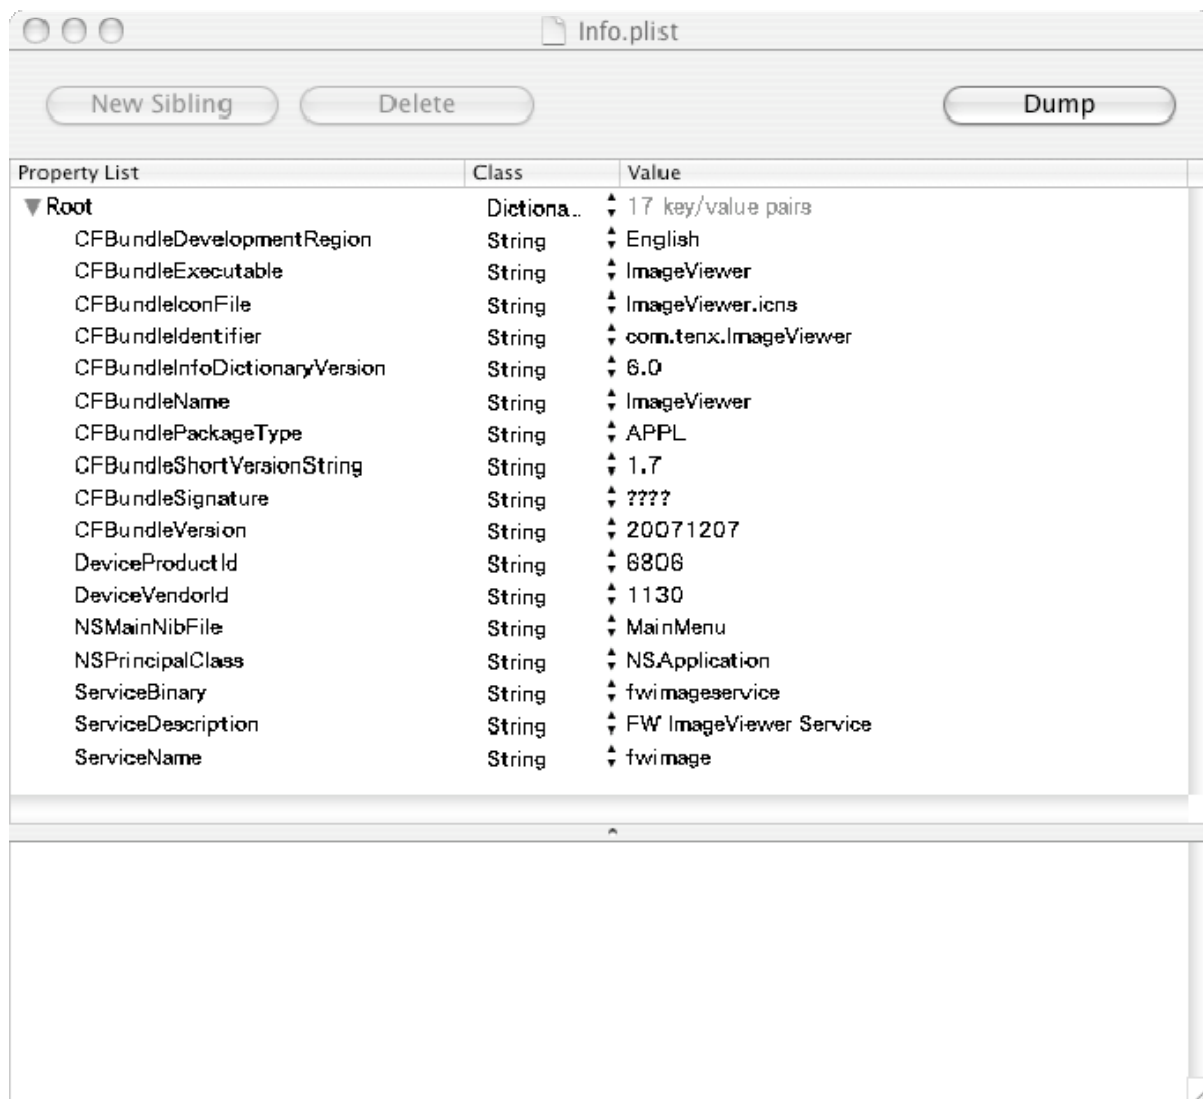 Info.plist
New Sibling Delete Dump
Property List Class Value
Root Dictiona... 17 key/value pairs
CFBundleDevelopmentRegion String English
CFBundleExecutable String ImageViewer
CFBundleIconFile String ImageViewer.icns
CFBundleIdentifier String com.tenx.ImageViewer
CFBundleInfoDictionaryVersion String 6.0
CFBundleName String ImageViewer
CFBundlePackageType String APPL
CFBundleShortVersionString String 1.7
CFBundleSignature String ????
CFBundleVersion String 20071207
DeviceProductId String 6806
DeviceVendorId String 1130
NSMainNibFile String MainMenu
NSPrincipalClass String NSApplication
ServiceBinary String fwimageservice
ServiceDescription String FW ImageViewer Service
ServiceName String fwimage